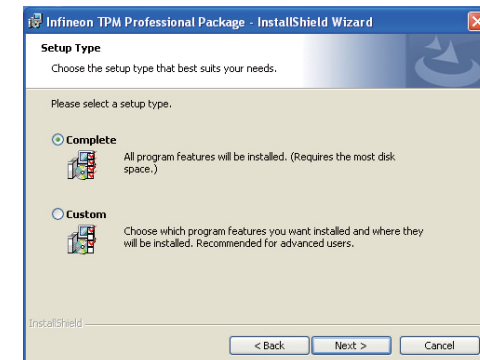 Infineon TPM Professional Package - InstallShield Wizard
Setup Type
Choose the setup type that best suits your needs.
Please select a setup type.
Complete
All program features will be installed. (Requires the most disk
space.)
Custom
Choose which program features you want installed and where they
will be installed. Recommended for advanced users.
InstallShield
< Back Next > Cancel